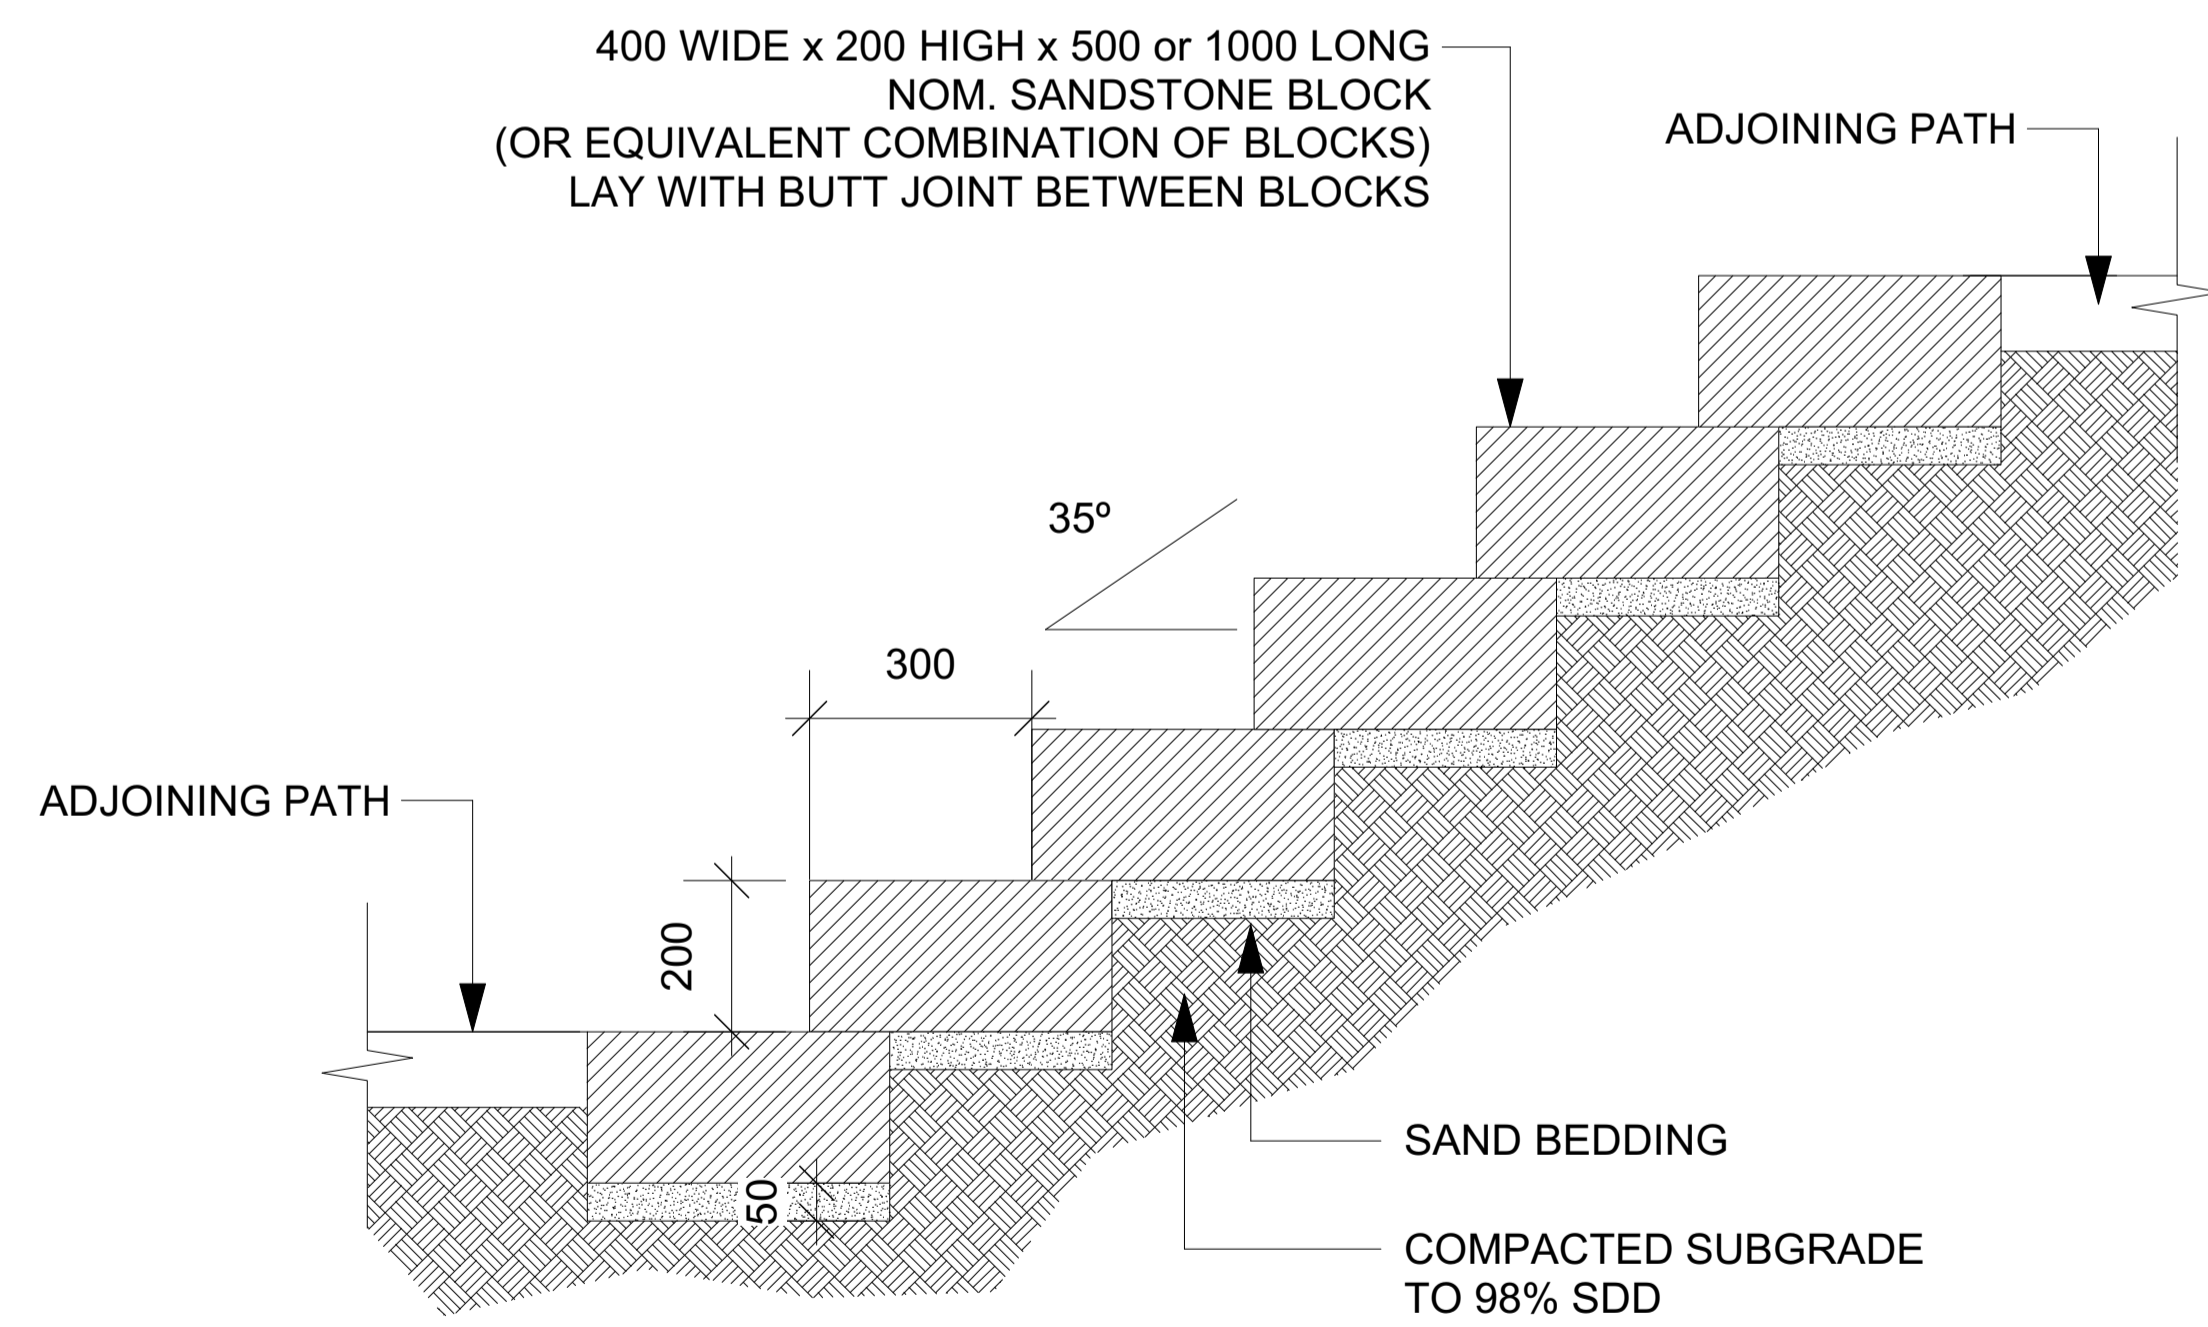 400 WIDE x 200 HIGH x 500 or 1000 LONG
NOM. SANDSTONE BLOCK
(OR EQUIVALENT COMBINATION OF BLOCKS)
LAY WITH BUTT JOINT BETWEEN BLOCKS
ADJOINING PATH
35º
300
ADJOINING PATH
200
50
SAND BEDDING
COMPACTED SUBGRADE
TO 98% SDD